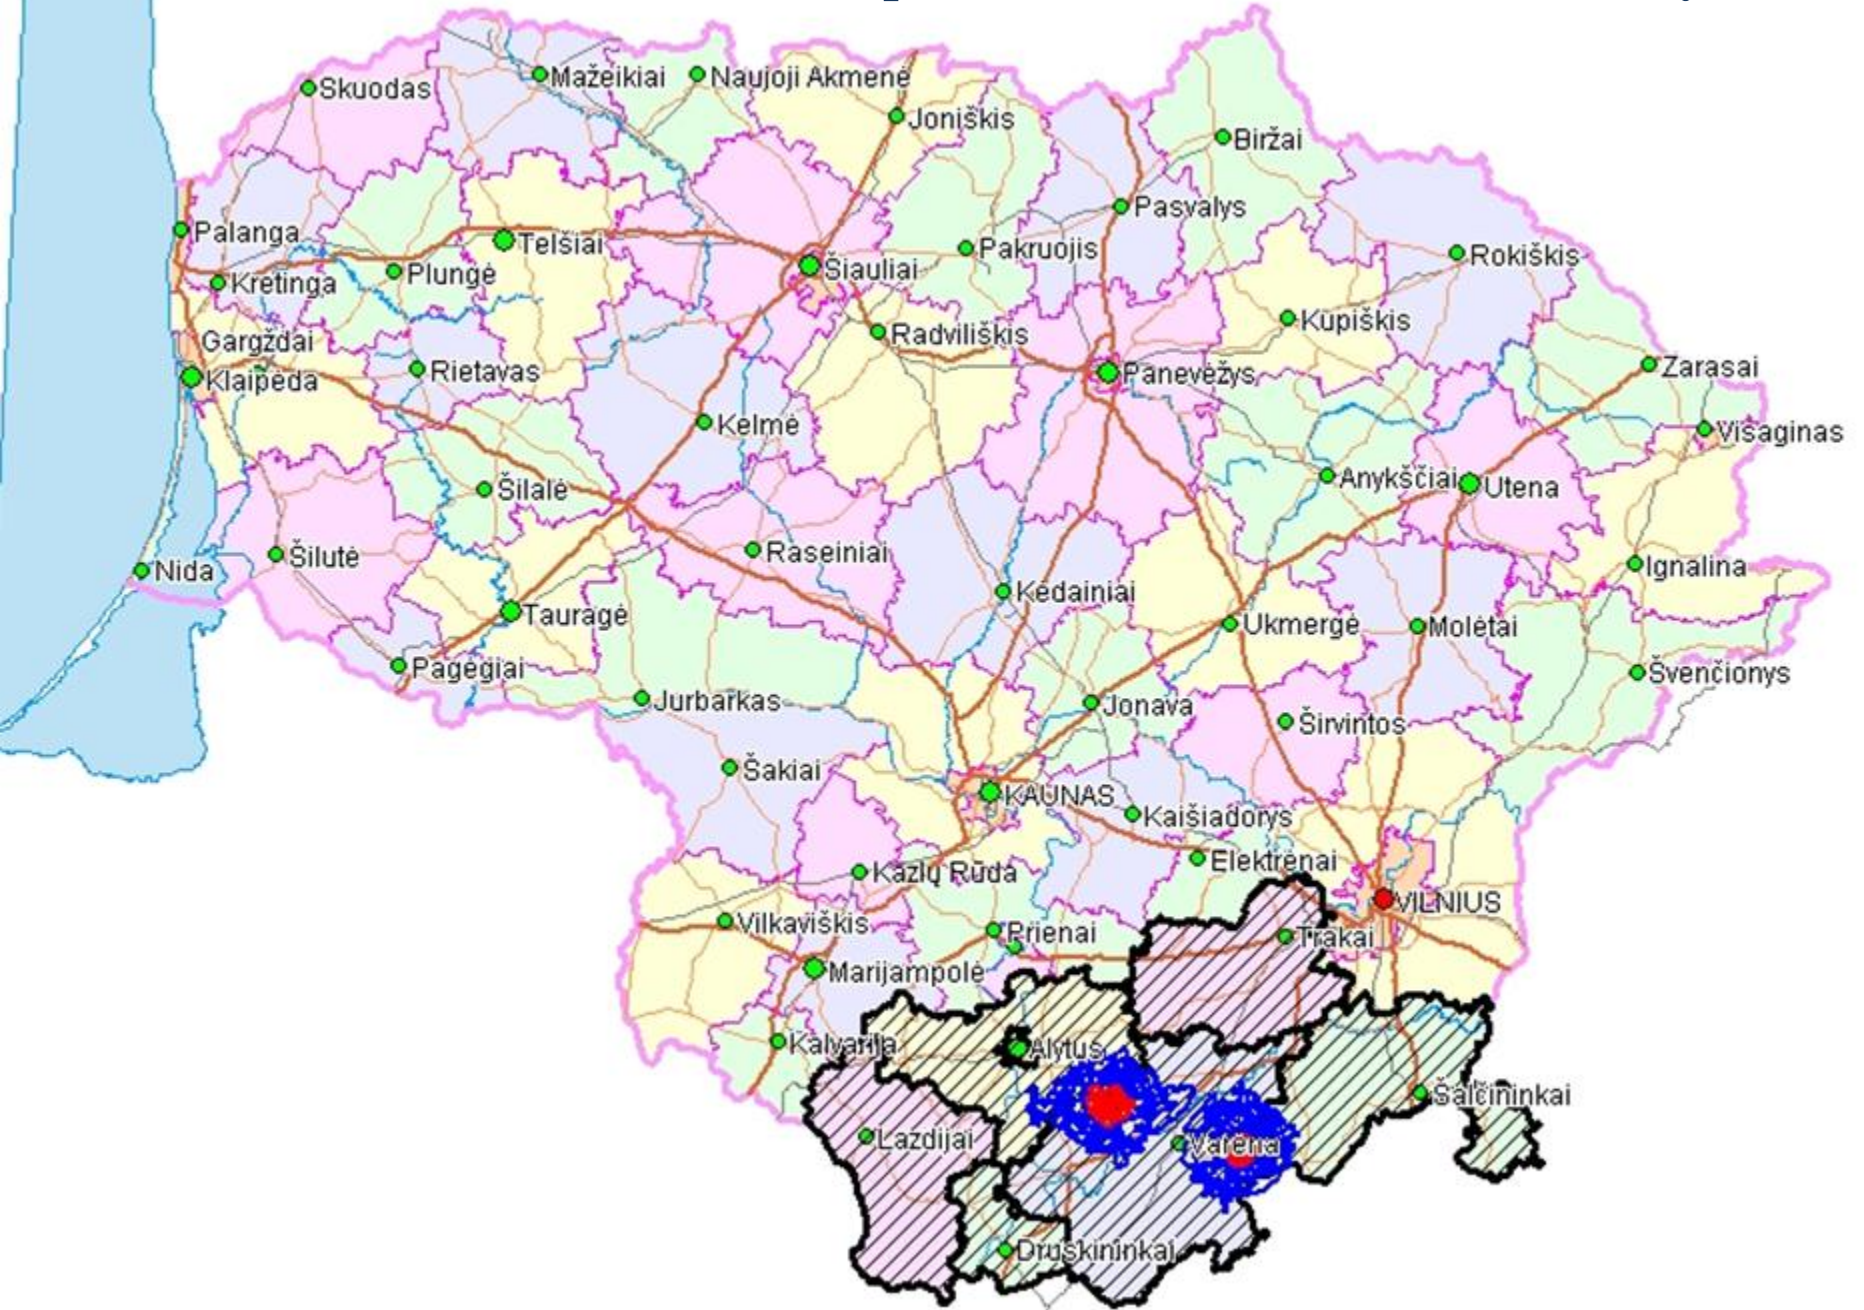 Skuodas
Mažeikiai
Naujoji Akmenė
Joniškis
Biržai
Palanga
Telšiai
Pasvalys
Kretinga
Plungė
Šiauliai
Pakruojis
Rokiškis
Gargždai
Radviliškis
Kupiškis
Klaipėda
Rietavas
Panevėžys
Zarasai
Kelmė
Visaginas
Šilalė
Anykščiai
Utena
Nida
Šilutė
Raseiniai
Kėdainiai
Ignalina
Tauragė
Ukmergė
Molėtai
Pagėgiai
Švenčionys
Jurbarkas
Jonava
Širvintos
Šakiai
KAUNAS
Kaišiadorys
Kazlų Rūda
Elektrėnai
Vilkaviškis
VILNIUS
Prienai
Trakai
Marijampolė
Kalvarija
Alytus
Šalčininkai
Lazdijai
Varėna
Druskininkai